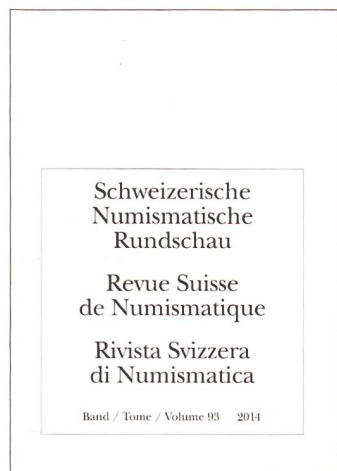 Schweizerische
Numismatische
Rundschau
Revue Suisse
de Numismatique
Rivista Svizzera
di Numismatica
Band / Tome / Volume 93 2014